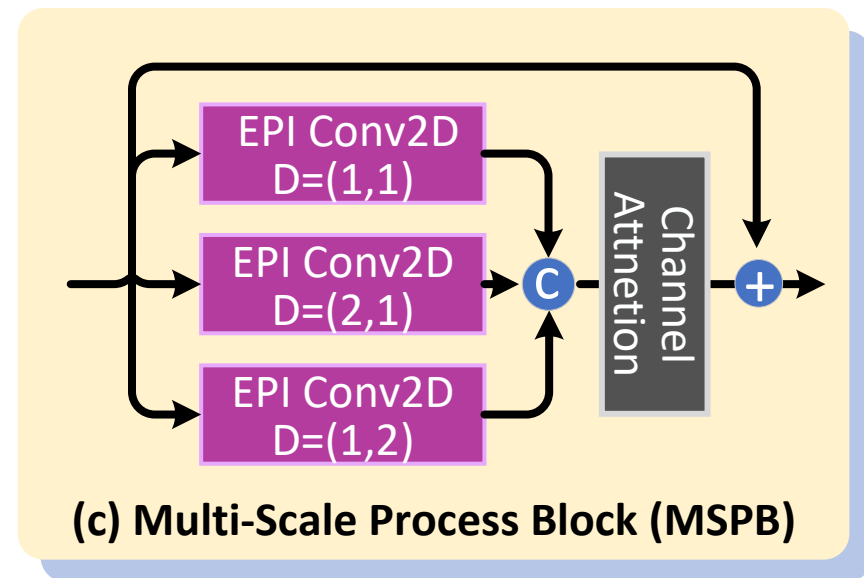 EPI Conv2D
D=(1,1)
EPI Conv2D
D=(2,1)
EPI Conv2D
D=(1,2)
C
Channel
Attnetion
+
(c) Multi-Scale Process Block (MSPB)